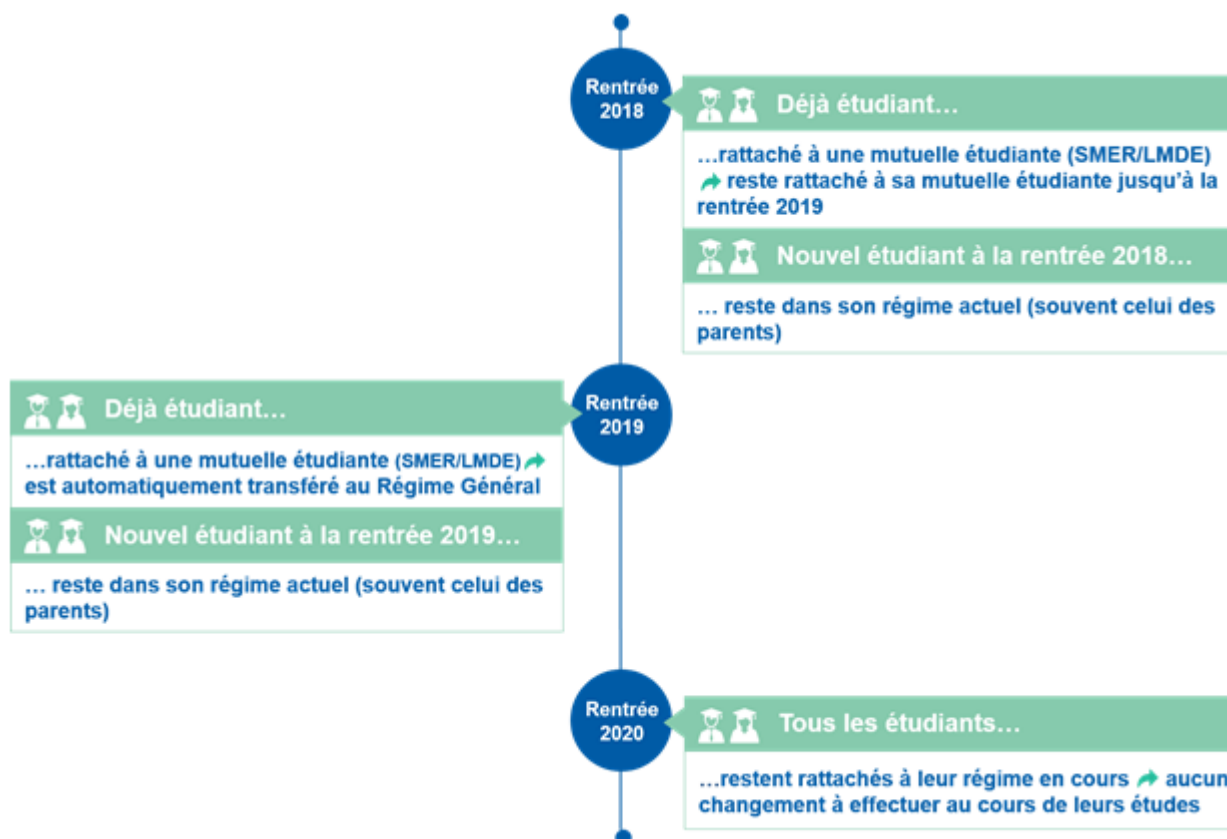 Rentrée
2018
Déjà étudiant…
…rattaché à une mutuelle étudiante (SMER/LMDE)
reste rattaché à sa mutuelle étudiante jusqu'à la
rentrée 2019
Nouvel étudiant à la rentrée 2018…
… reste dans son régime actuel (souvent celui des
parents)
Rentrée
2019
Déjà étudiant…
…rattaché à une mutuelle étudiante (SMER/LMDE)
est automatiquement transféré au Régime Général
Nouvel étudiant à la rentrée 2019…
… reste dans son régime actuel (souvent celui des
parents)
Rentrée
2020
Tous les étudiants…
…restent rattachés à leur régime en cours aucun
changement à effectuer au cours de leurs études